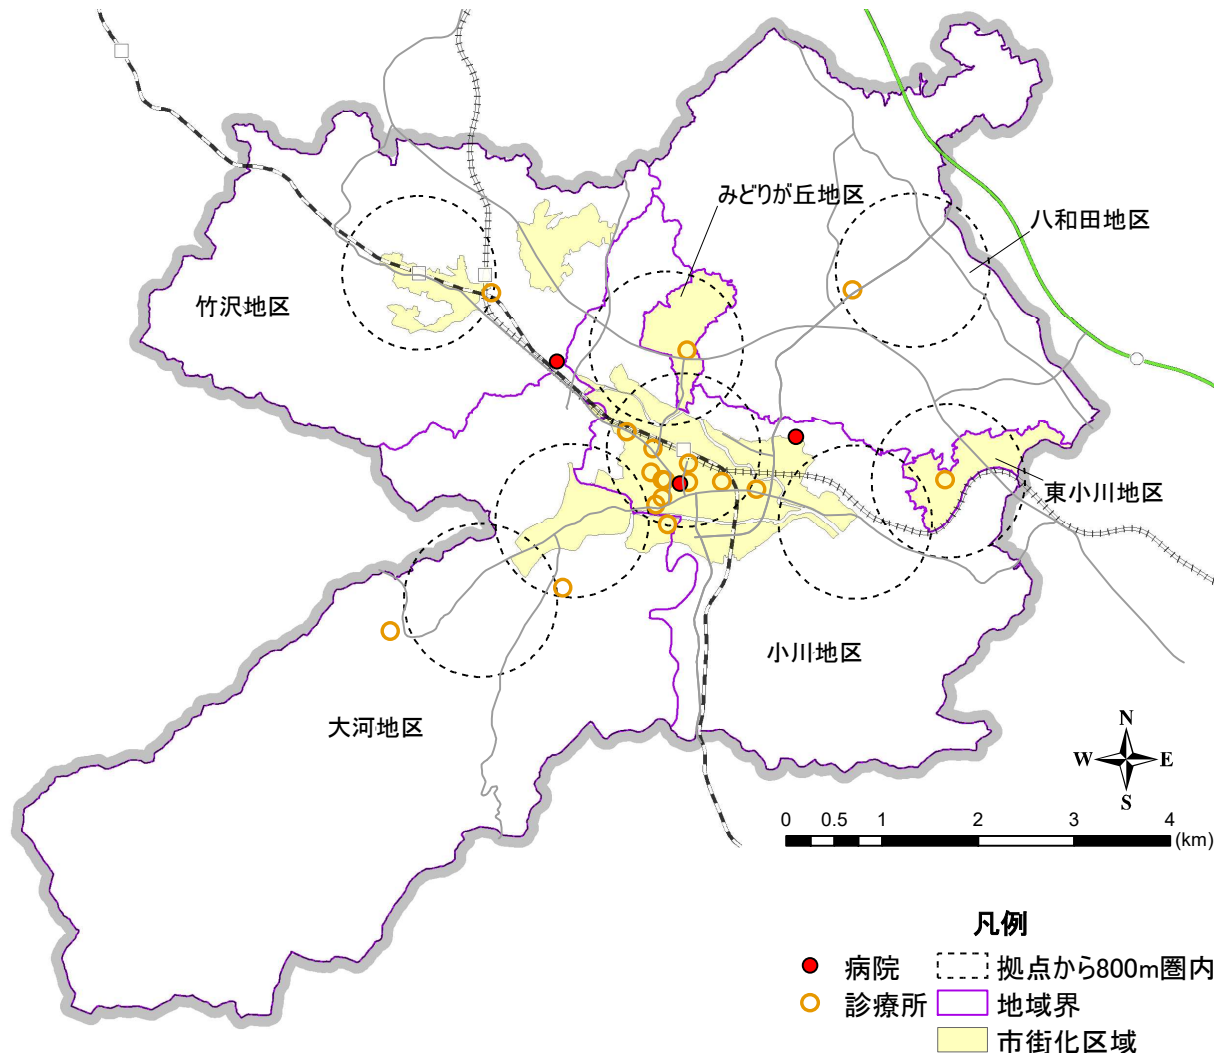 みどりが丘地区
八和田地区
竹沢地区
東小川地区
小川地区
大河地区
N
W
E
S
0 0.5 1 2 3 4
(km)
凡例
病院
拠点から800m圏内
診療所
地域界
市街化区域